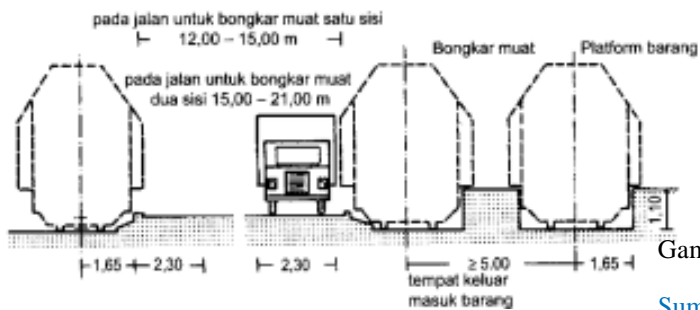 pada jalan untuk bongkar muat satu sisi
12,00 – 15,00 m
pada jalan untuk bongkar muat
dua sisi 15,00 – 21,00 m
Bongkar muat
Platform barang
1,10
1,65
2,30
2,30
≥ 5.00
1,65
tempat keluar
masuk barang
Gan
Sum